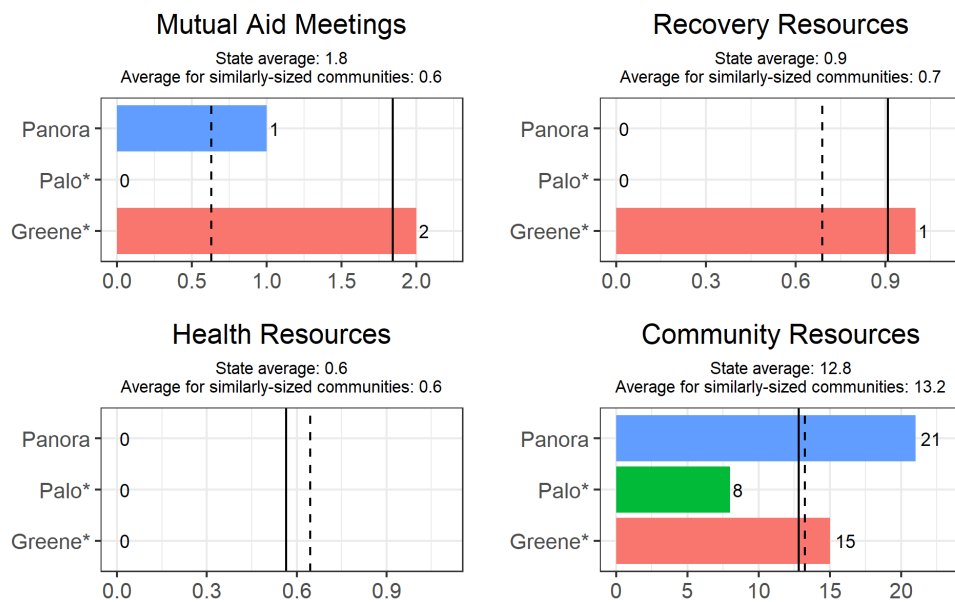 Mutual Aid Meetings
State average: 1.8
Average for similarly-sized communities: 0.6
Panora
1
Palo*
0
Greene*
2
0.0 0.5 1.0 1.5 2.0
Recovery Resources
State average: 0.9
Average for similarly-sized communities: 0.7
Panora
0
Palo*
0
Greene*
1
0.0 0.3 0.6 0.9
Health Resources
State average: 0.6
Average for similarly-sized communities: 0.6
Panora
0
Palo*
0
Greene*
0
0.0 0.3 0.6 0.9
Community Resources
State average: 12.8
Average for similarly-sized communities: 13.2
Panora
21
Palo*
8
Greene*
15
0 5 10 15 20